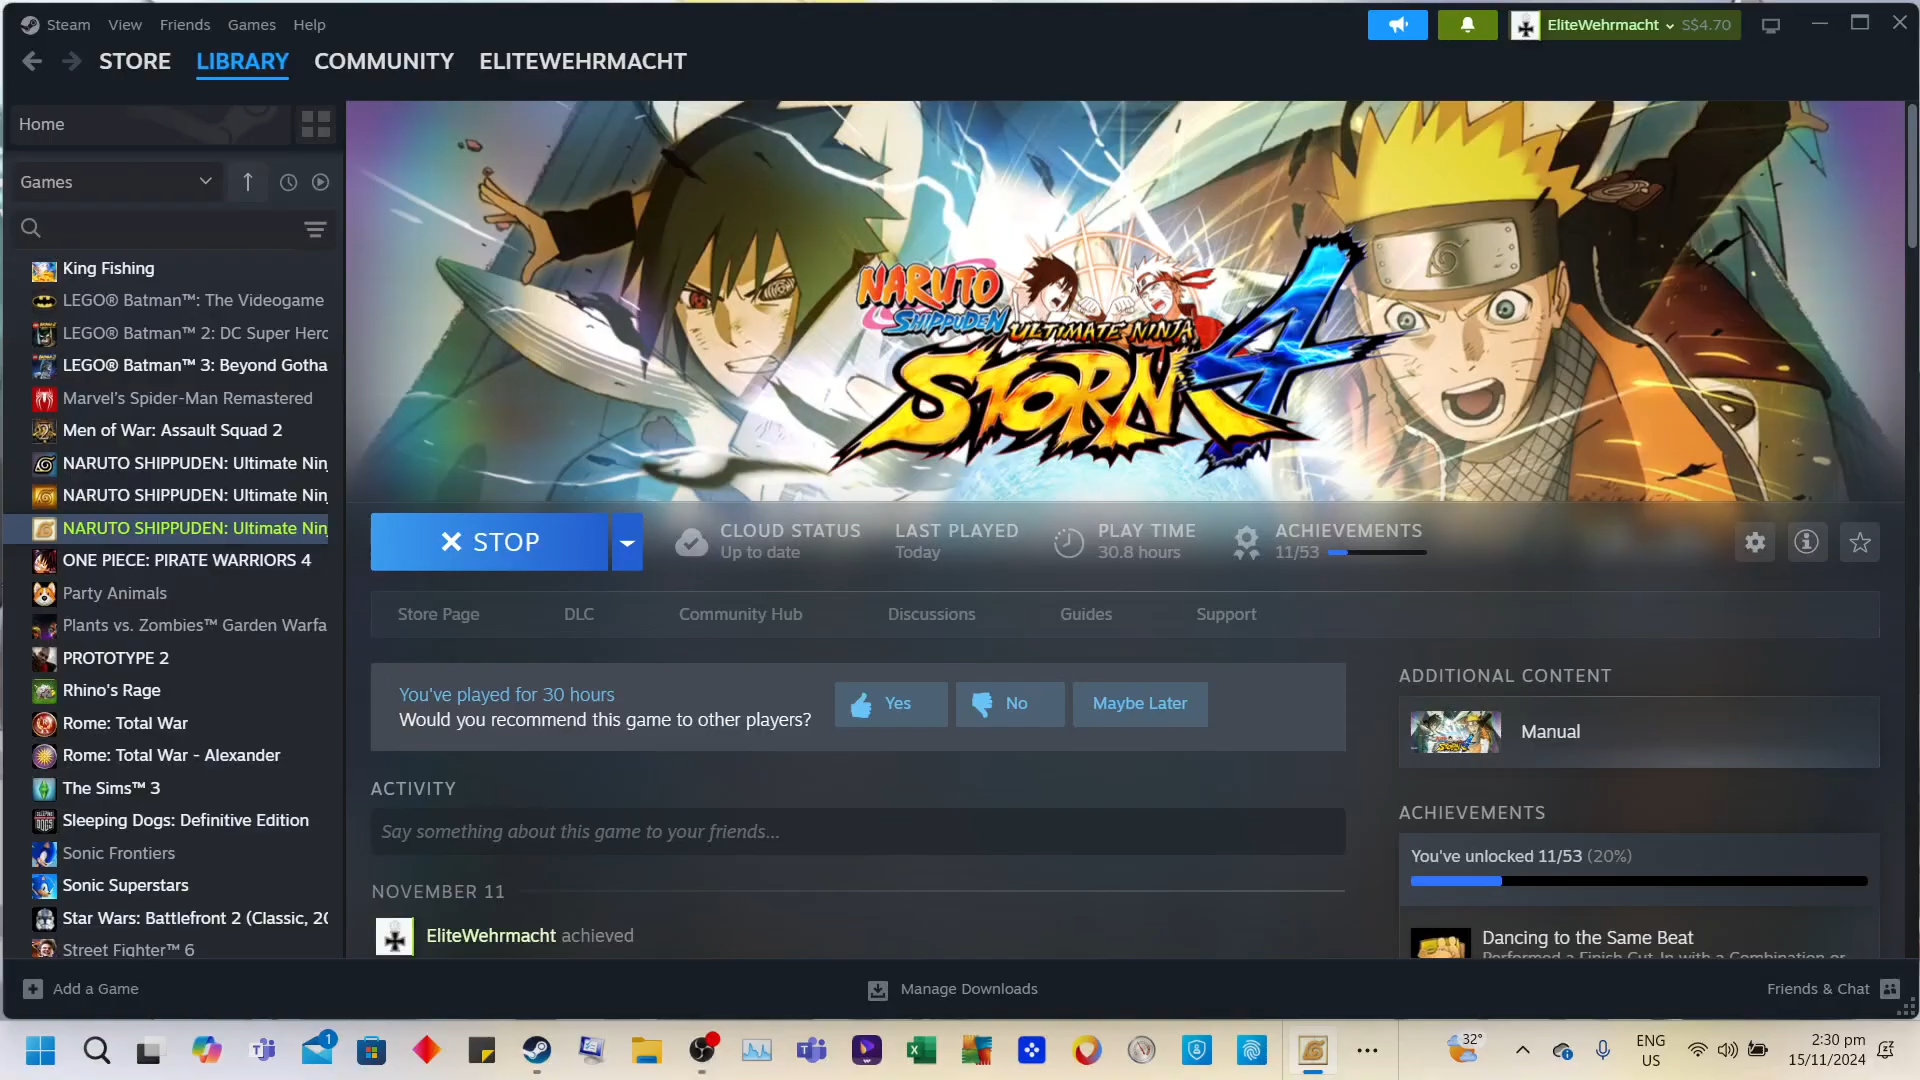 Steam View Friends Games Help
EliteWehrmacht S$4.70
STORE LIBRARY COMMUNITY ELITEWEHRMACHT
Home
Games
King Fishing
LEGO® Batman™: The Videogame
LEGO® Batman™ 2: DC Super Herc
LEGO® Batman™ 3: Beyond Gotha
Marvel's Spider-Man Remastered
Men of War: Assault Squad 2
NARUTO SHIPPUDEN: Ultimate Nin
NARUTO SHIPPUDEN: Ultimate Nin
NARUTO SHIPPUDEN: Ultimate Nin
ONE PIECE: PIRATE WARRIORS 4
Party Animals
Plants vs. Zombies™ Garden Warfa
PROTOTYPE 2
Rhino's Rage
Rome: Total War
Rome: Total War - Alexander
The Sims™ 3
Sleeping Dogs: Definitive Edition
Sonic Frontiers
Sonic Superstars
Star Wars: Battlefront 2 (Classic, 20
Street Fighter™ 6
NARUTO
SHIPPUDEN
ULTIMATE NINJA
STORM 4
STOP
CLOUD STATUS
Up to date
LAST PLAYED
Today
PLAY TIME
30.8 hours
ACHIEVEMENTS
11/53
Store Page DLC Community Hub Discussions Guides Support
You've played for 30 hours
Would you recommend this game to other players?
Yes No Maybe Later
ACTIVITY
Say something about this game to your friends...
NOVEMBER 11
EliteWehrmacht achieved
ADDITIONAL CONTENT
Manual
ACHIEVEMENTS
You've unlocked 11/53 (20%)
Dancing to the Same Beat
Performed a Finish Cut-In with a Combination or
Add a Game
Manage Downloads
Friends & Chat
1
32°
ENG
US
2:30 pm
15/11/2024